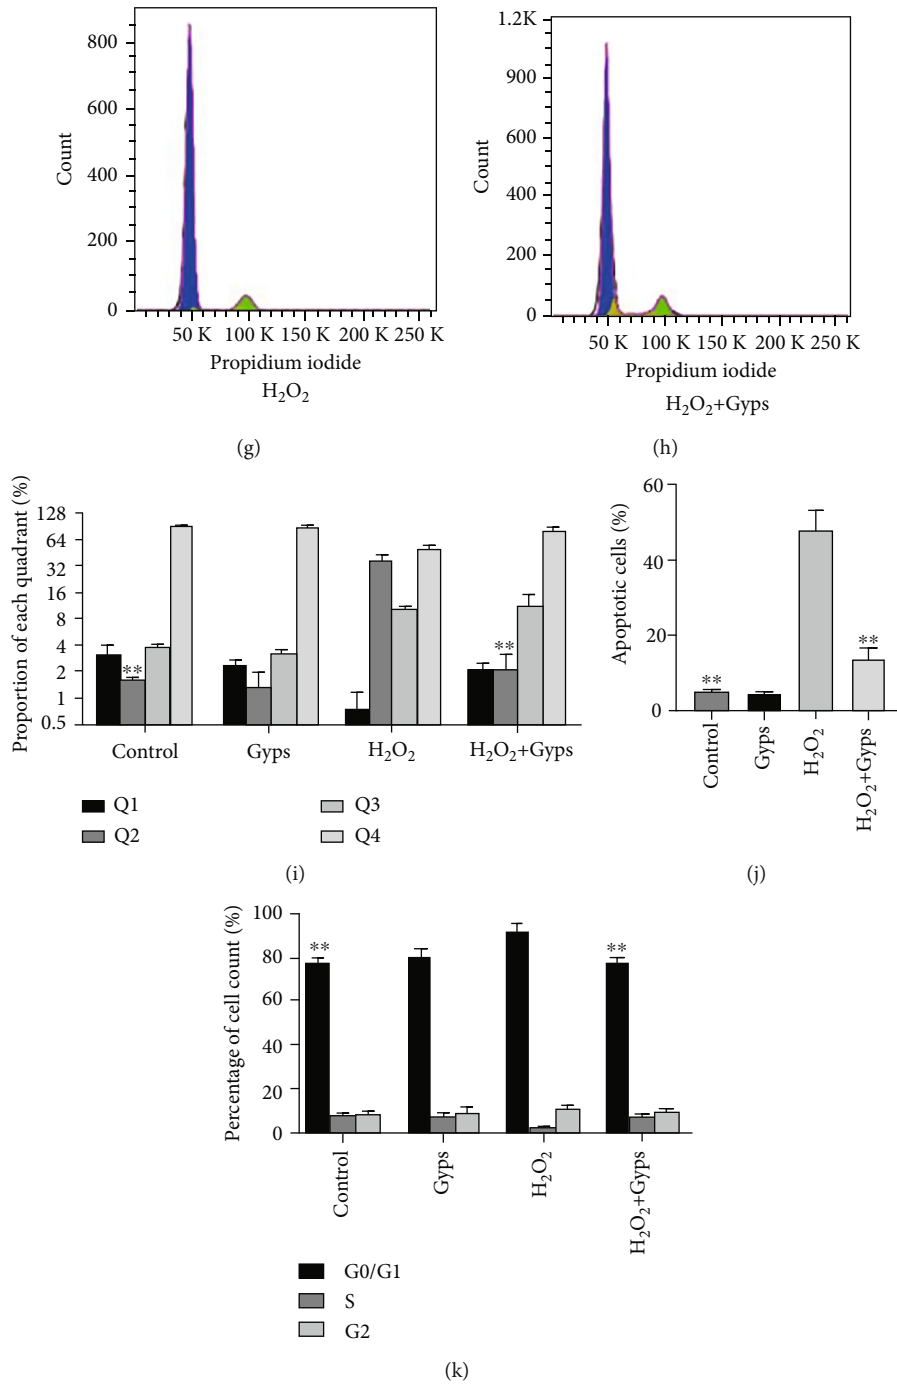 Count
800
600
400
200
0
50 K 100 K 150 K 200 K 250 K
Propidium iodide
H₂O₂
(g)
Count
1.2K
900
600
400
200
0
50 K 100 K 150 K 200 K 250 K
Propidium iodide
H₂O₂+Gyps
(h)
Proportion of each quadrant (%)
128
64
32
16
8
4
2
1
0.5
**
**
Control Gyps H₂O₂ H₂O₂+Gyps
Q1 Q3
Q2 Q4
(i)
Apoptotic cells (%)
60
40
20
0
**
**
Control
Gyps
H₂O₂
H₂O₂+Gyps
(j)
Percentage of cell count (%)
100
80
60
40
20
0
**
**
Control
Gyps
H₂O₂
H₂O₂+Gyps
G0/G1
S
G2
(k)